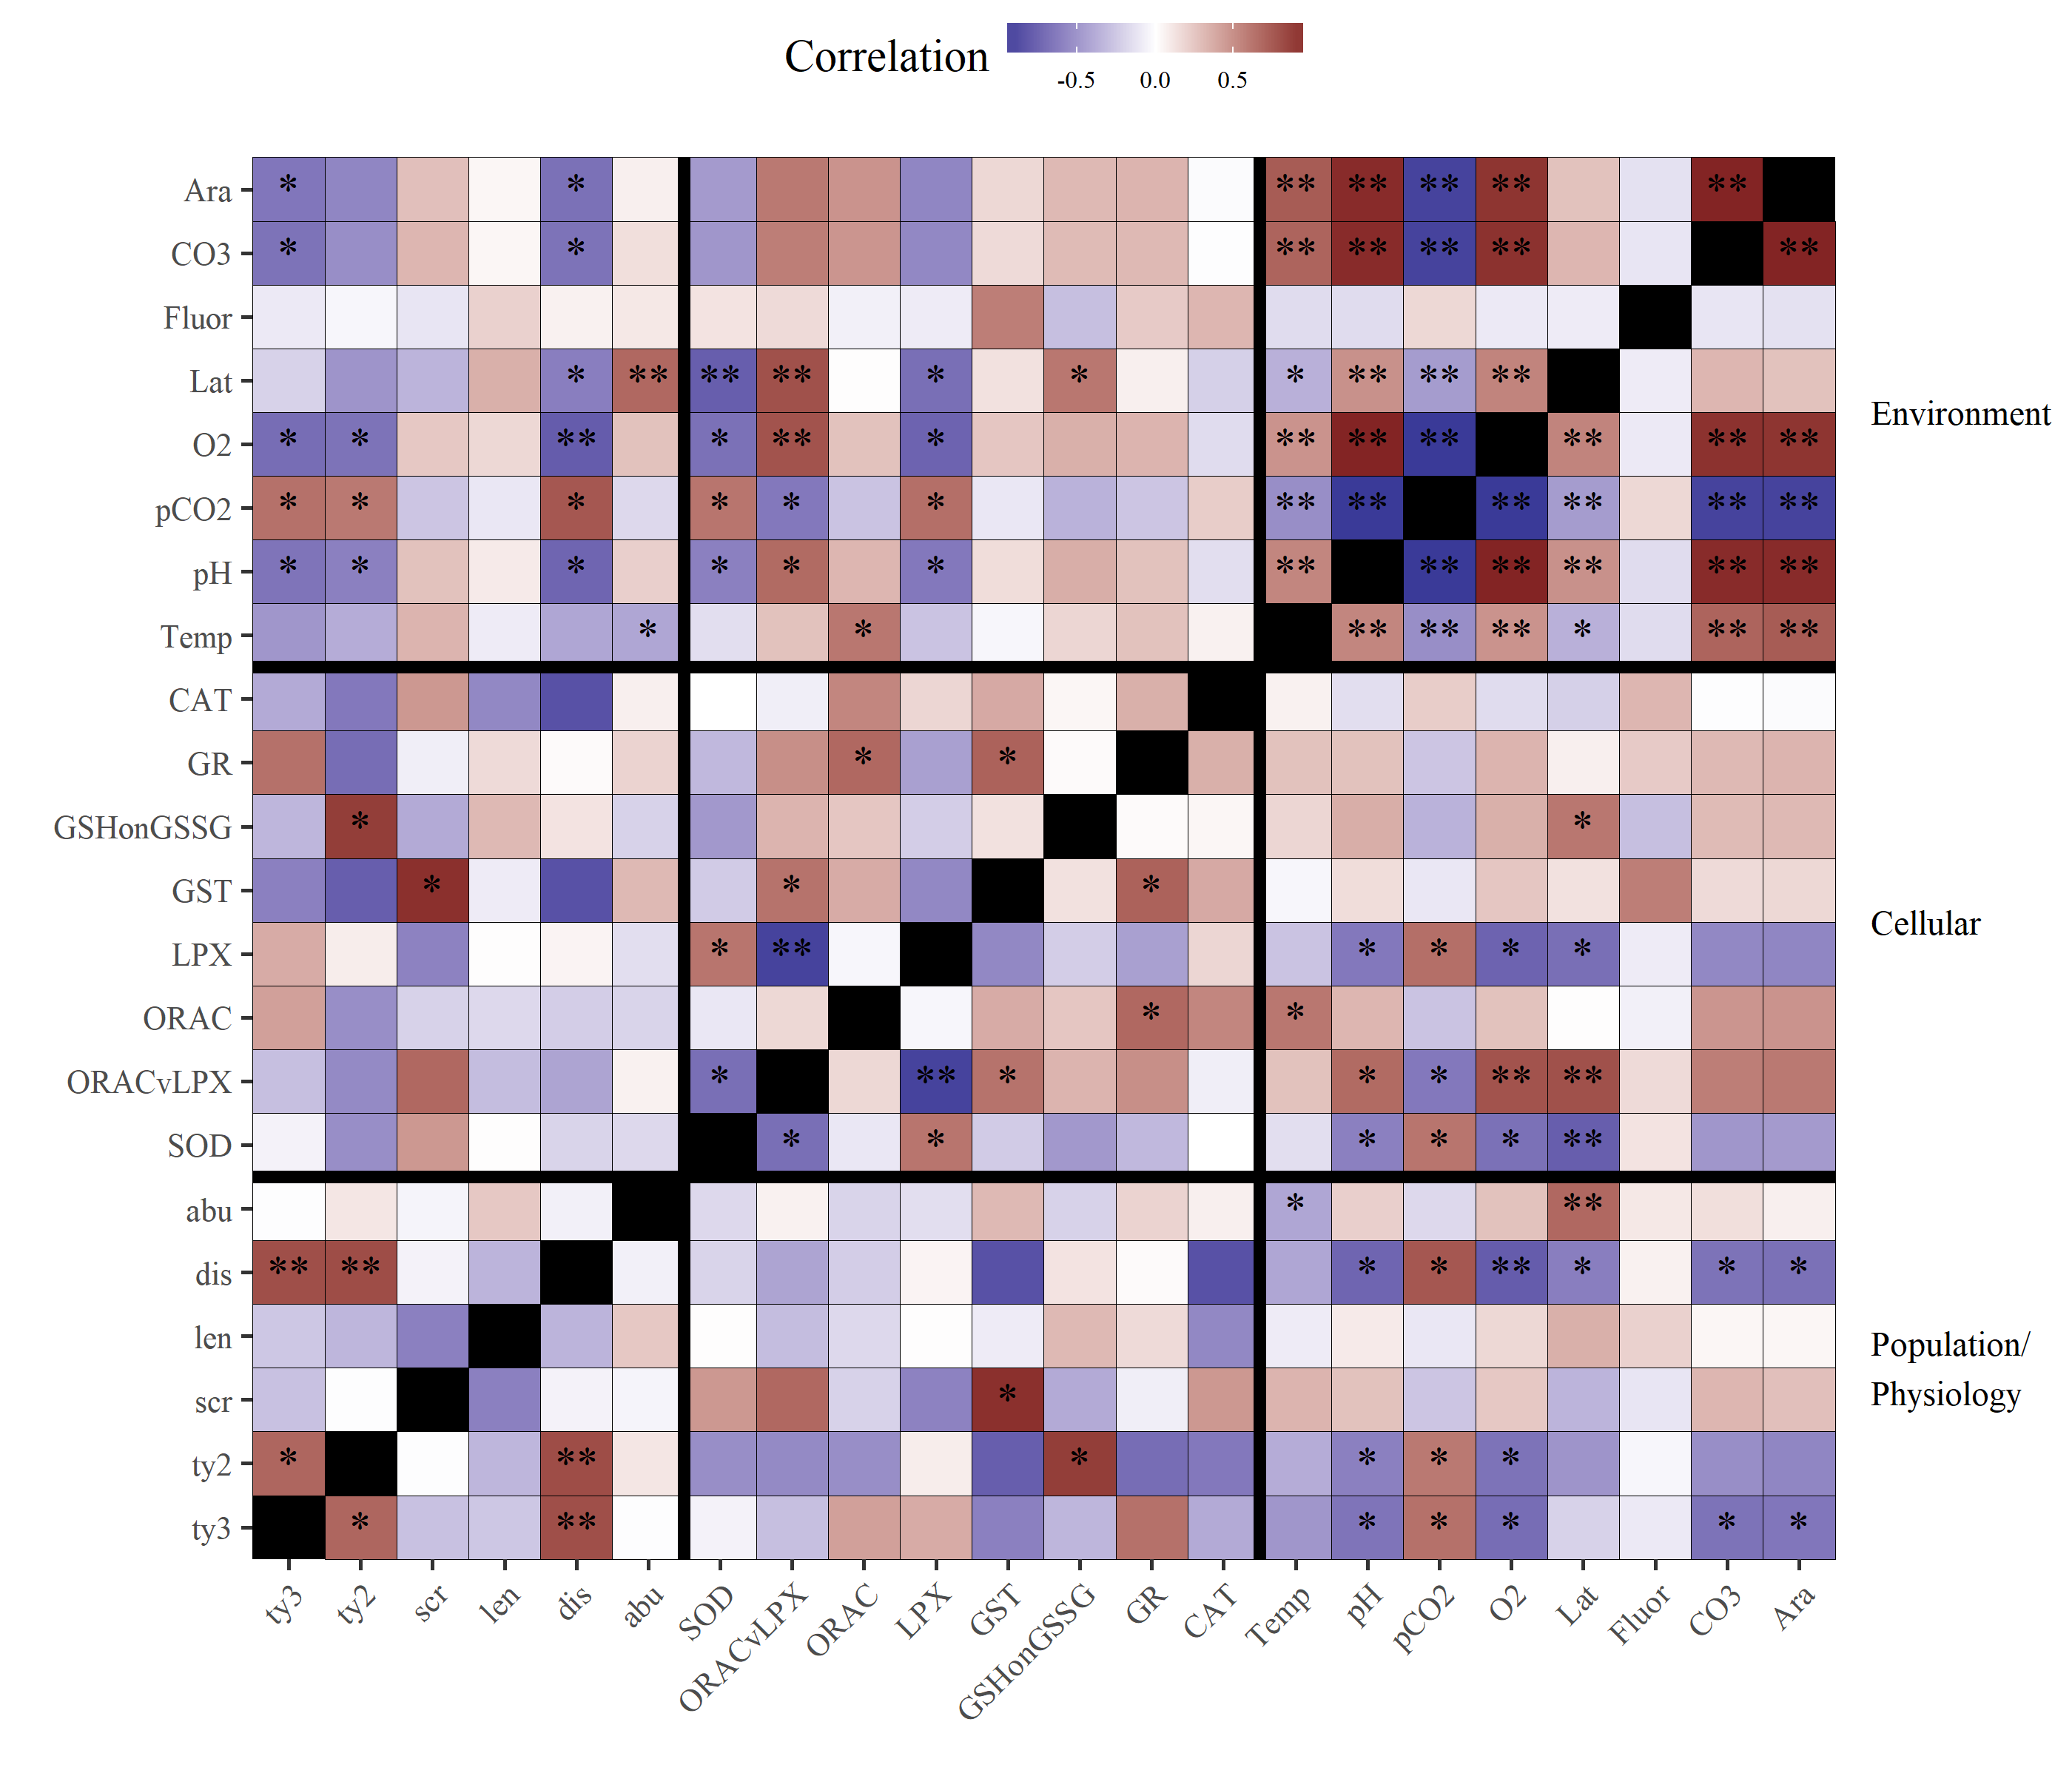 Correlation
-0.5 0.0 0.5
Ara * * ** ** ** ** **
CO3 * * ** ** ** ** **
Fluor
Lat * ** ** ** * * * ** ** **
O2 * * ** * ** * ** ** ** ** ** **
Environment
pCO2 * * * * * * ** ** ** ** ** **
pH * * * * * * ** ** ** ** ** **
Temp * * ** ** ** * ** **
CAT
GR * *
GSHonGSSG * *
GST * * *
Cellular
LPX * ** * * * *
ORAC * *
ORACvLPX * ** * * * ** **
SOD * * * * * **
abu * **
dis ** ** * * ** * * *
len
Population/
scr *
Physiology
ty2 * ** * * * *
ty3 * ** * * * * *
ty3 ty2 scr len dis abu SOD ORACvLPX ORAC LPX GST GSHonGSSG GR CAT Temp pH pCO2 O2 Lat Fluor CO3 Ara